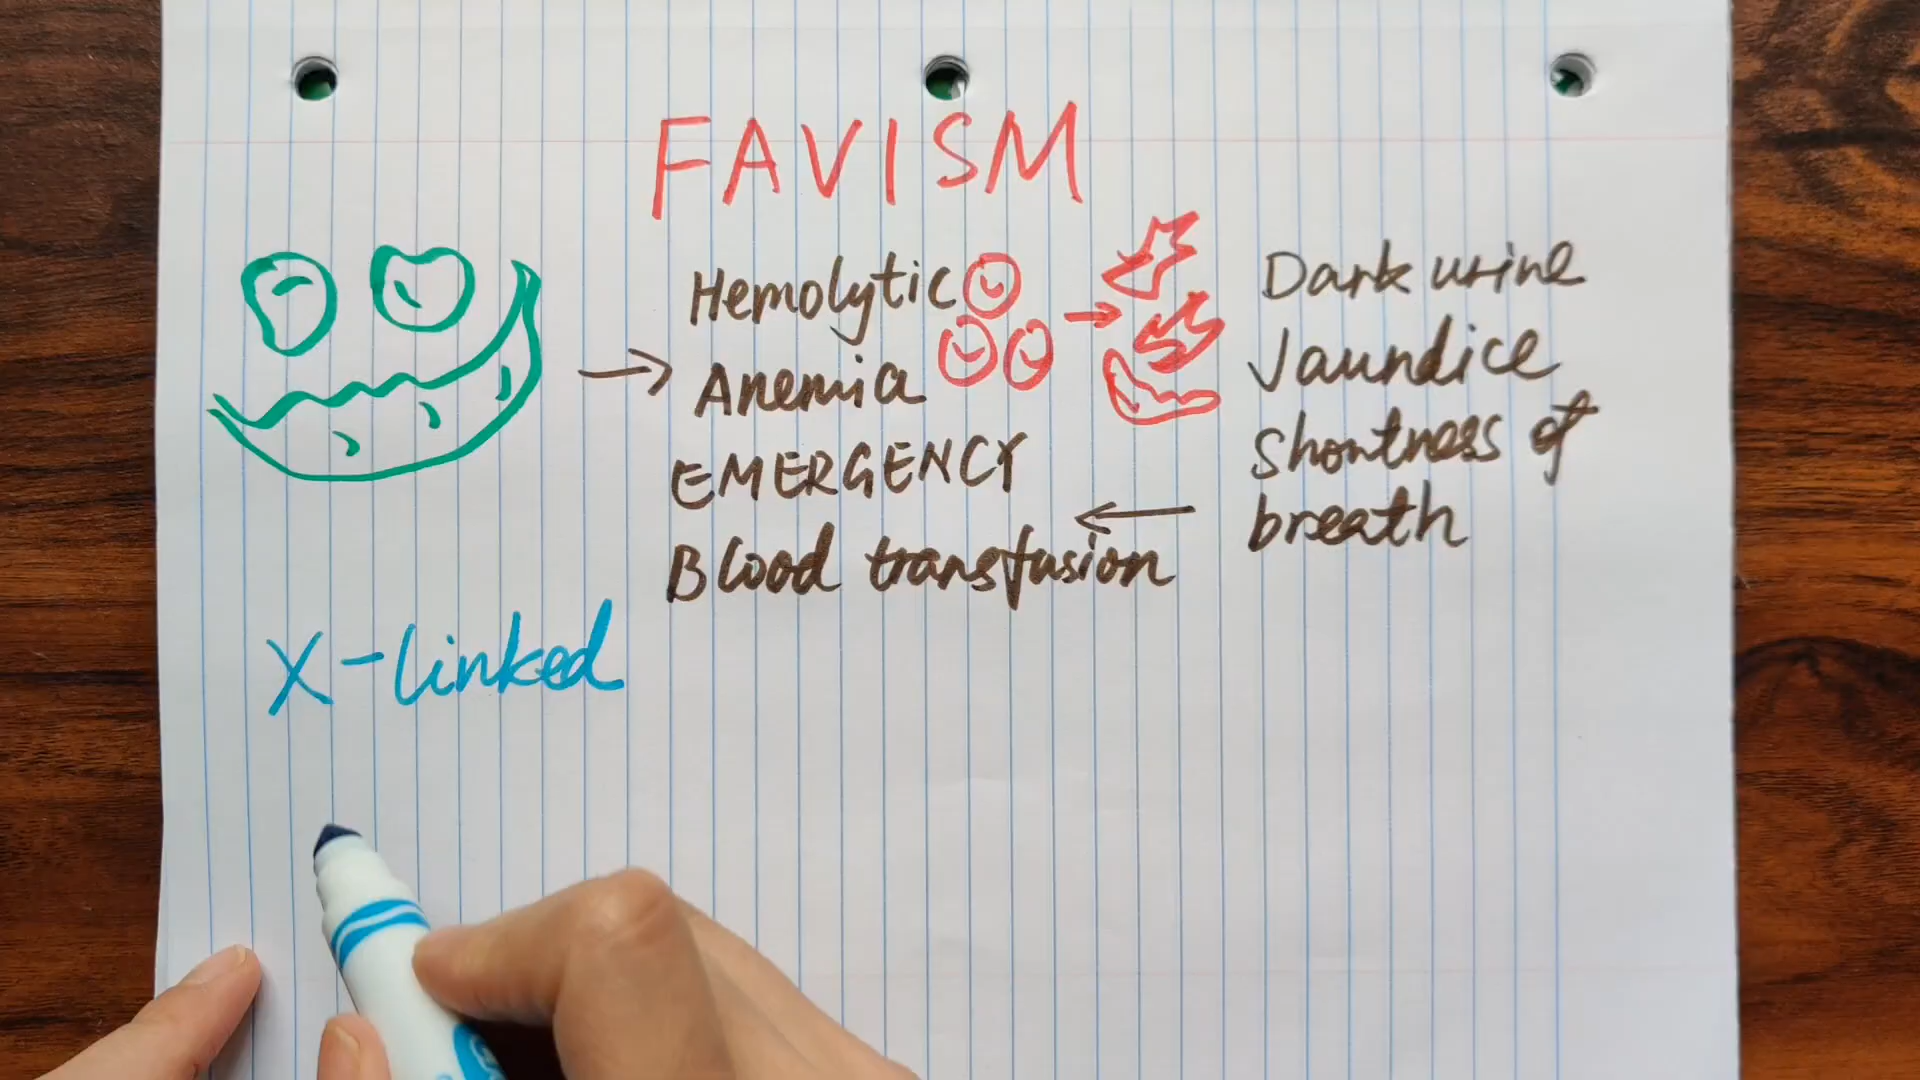 FAVISM
Hemolytic
Anemia
EMERGENCY
Blood transfusion
Dark urine
Jaundice
Shortness of
breath
X-linked